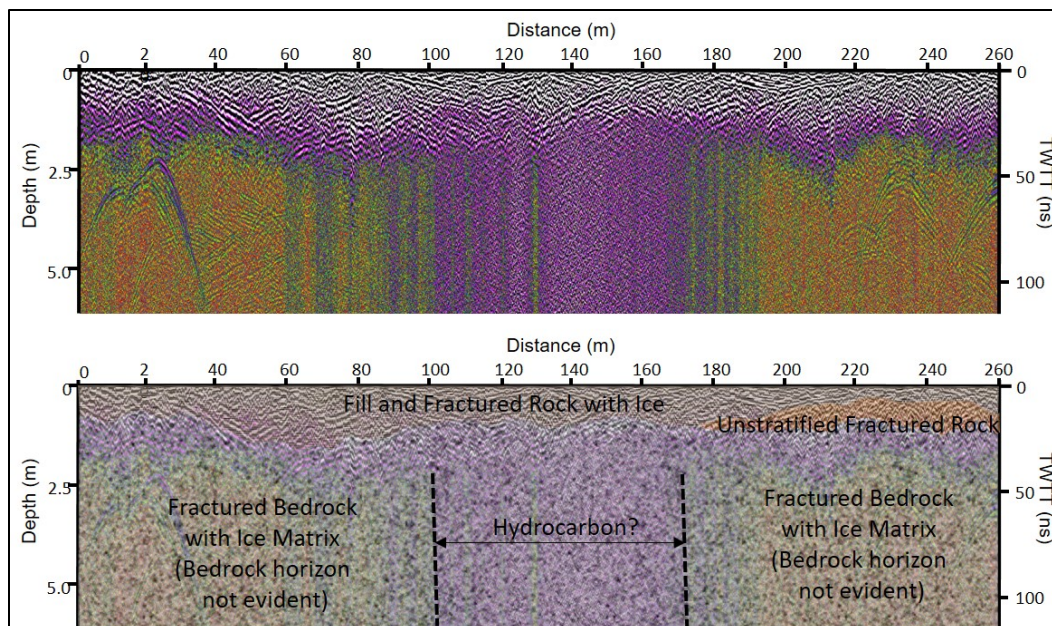 Distance (m)
0 2 40 60 80 100 120 140 160 180 200 220 240 260
0 0
2.5 50
5.0 100
Depth (m)
TWTT (ns)
Distance (m)
0 2 40 60 80 100 120 140 160 180 200 220 240 260
0 0
Fill and Fractured Rock with Ice
Unstratified Fractured Rock
2.5 50
Fractured Bedrock
with Ice Matrix
(Bedrock horizon
not evident)
Hydrocarbon?
Fractured Bedrock
with Ice Matrix
(Bedrock horizon
not evident)
5.0 100
Depth (m)
TWTT (ns)